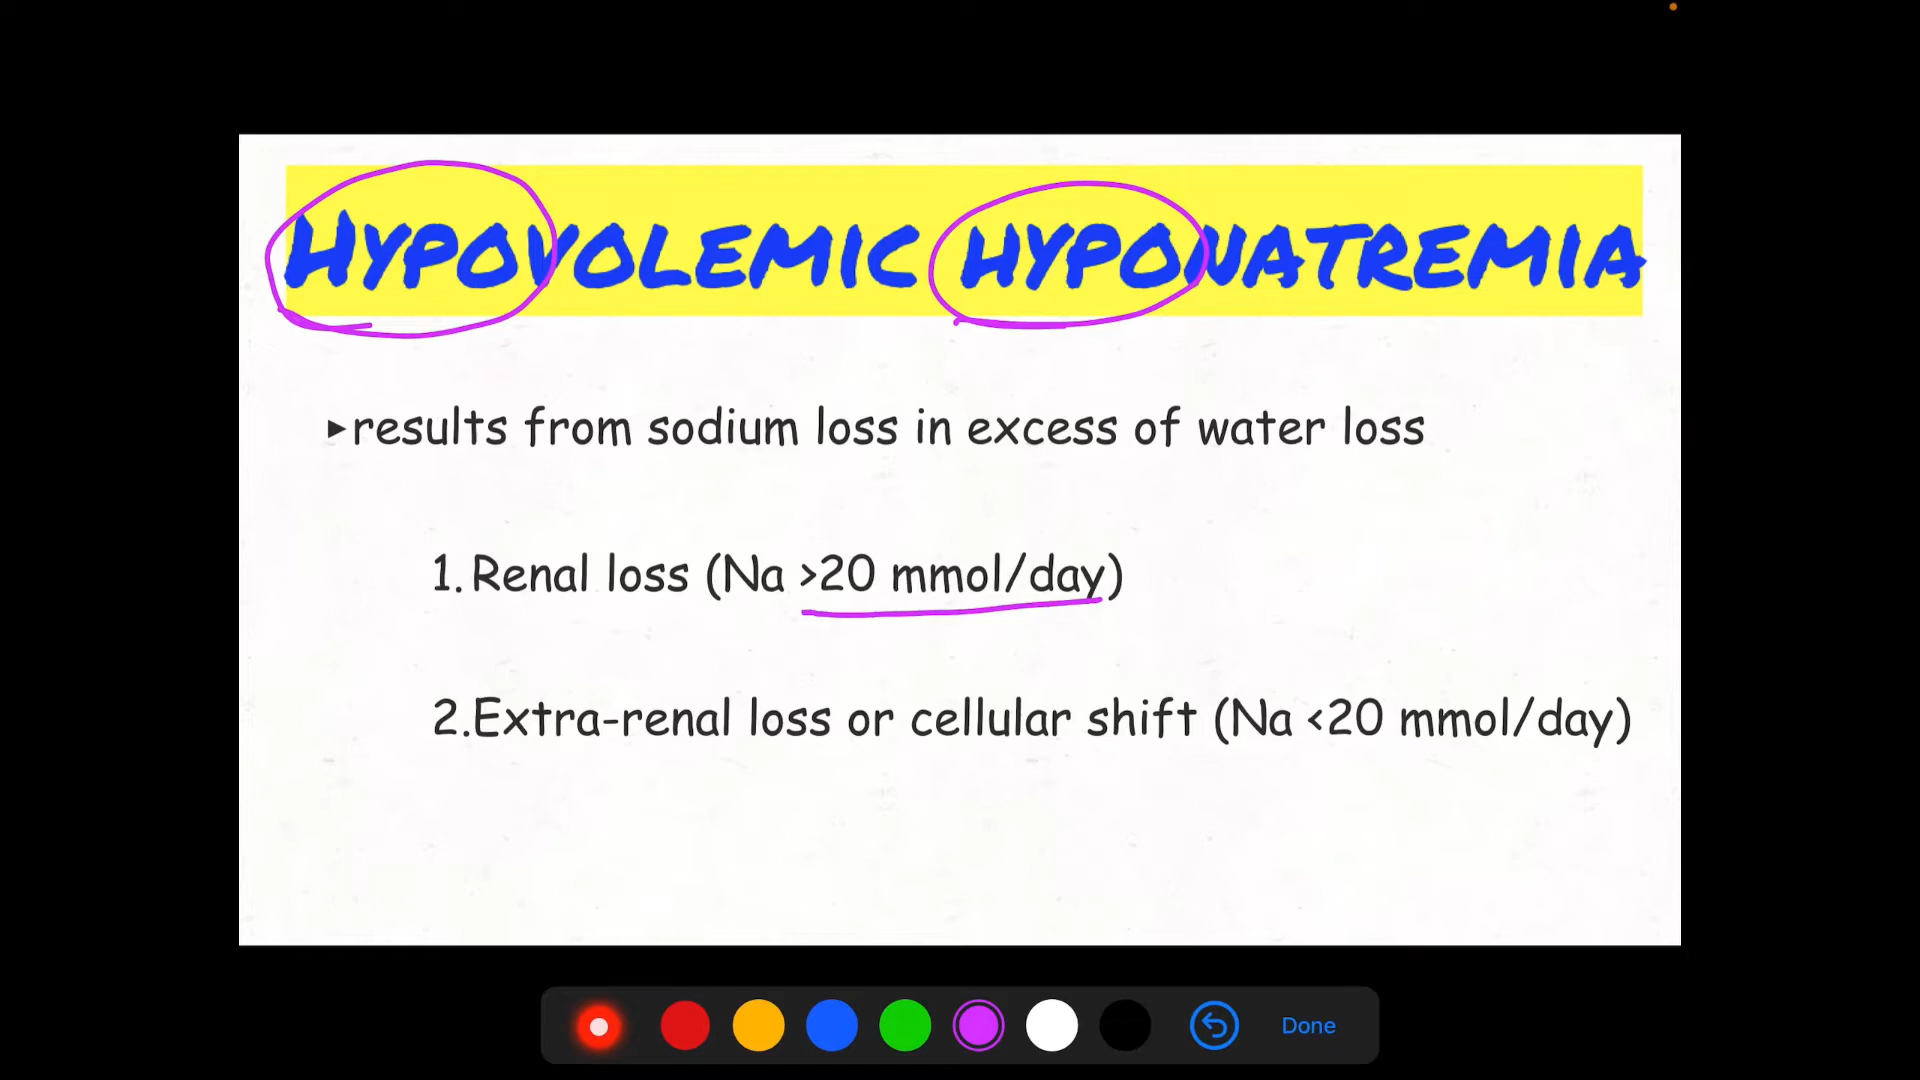 Hypovolemic hyponatremia
▸results from sodium loss in excess of water loss
1. Renal loss (Na >20 mmol/day)
2.Extra-renal loss or cellular shift (Na <20 mmol/day)
Done